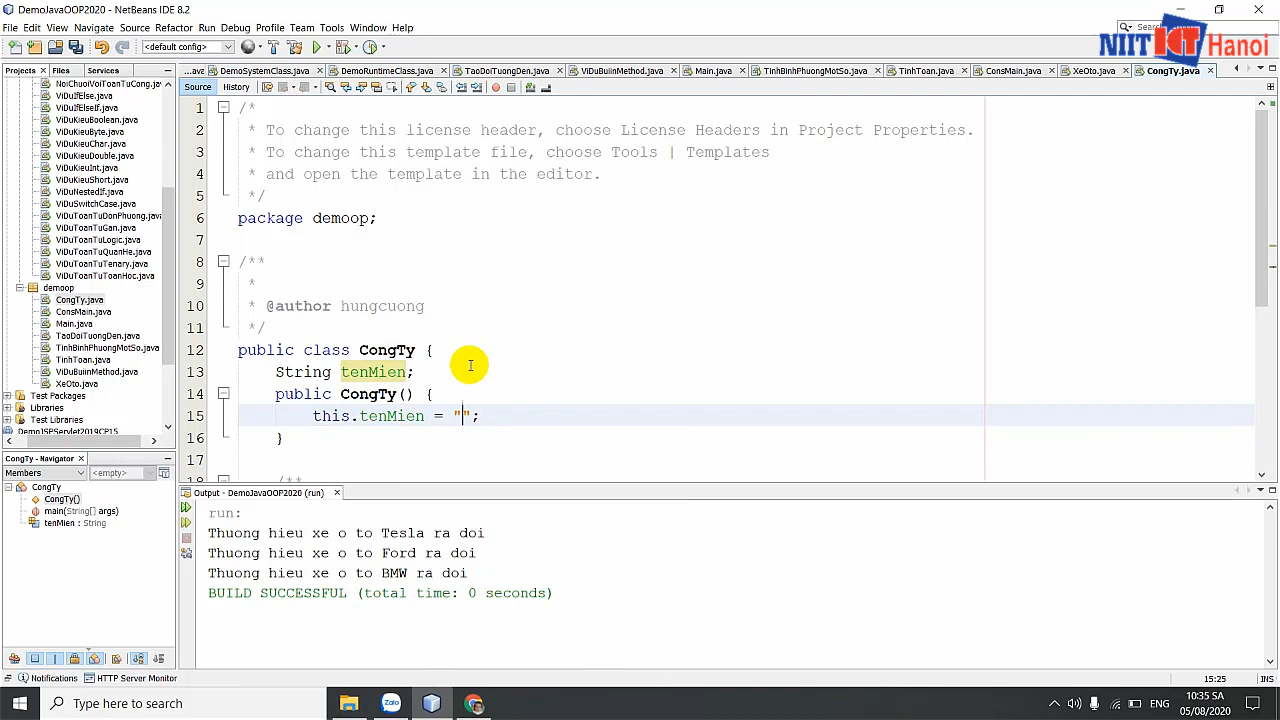 DemoJavaOOP2020 - NetBeans IDE 8.2
File Edit View Navigate Source Refactor Run Debug Profile Team Tools Window Help
<default config>
NIIT ICT Hanoi
Projects Files Services
...ava DemoSystemClass.java DemoRuntimeClass.java TaoDoiTuongDen.java ViDuBuiinMethod.java Main.java TinhBinhPhuongMotSo.java TinhToan.java ConsMain.java XeOto.java CongTy.java
Source History
NoiChuoiVoiToanTuCong.java
ViDuIfElse.java
ViDuIfElseIf.java
ViDuKieuBoolean.java
ViDuKieuByte.java
ViDuKieuChar.java
ViDuKieuDouble.java
ViDuKieuInt.java
ViDuKieuShort.java
ViDuNestedIf.java
ViDuSwitchCase.java
ViDuToanTuDonPhuong.java
ViDuToanTuGan.java
ViDuToanTuLogic.java
ViDuToanTuQuanHe.java
ViDuToanTuTenary.java
ViDuToanTuToanHoc.java
demoop
CongTy.java
ConsMain.java
Main.java
TaoDoiTuongDen.java
TinhBinhPhuongMotSo.java
TinhToan.java
ViDuBuiinMethod.java
XeOto.java
Test Packages
Libraries
Test Libraries
DemoJSPServlet2019CP15
1 /*
2 * To change this license header, choose License Headers in Project Properties.
3 * To change this template file, choose Tools | Templates
4 * and open the template in the editor.
5 */
6 package demoop;
7
8 /**
9 *
10 * @author hungcuong
11 */
12 public class CongTy {
13 String tenMien;
14 public CongTy() {
15 this.tenMien = "";
16 }
17
18 /**
CongTy - Navigator
Members <empty>
CongTy
CongTy()
main(String[] args)
tenMien : String
Output - DemoJavaOOP2020 (run)
run:
Thuong hieu xe o to Tesla ra doi
Thuong hieu xe o to Ford ra doi
Thuong hieu xe o to BMW ra doi
BUILD SUCCESSFUL (total time: 0 seconds)
Notifications HTTP Server Monitor
15:25 INS
Type here to search
Zalo
ENG
10:35 SA
05/08/2020